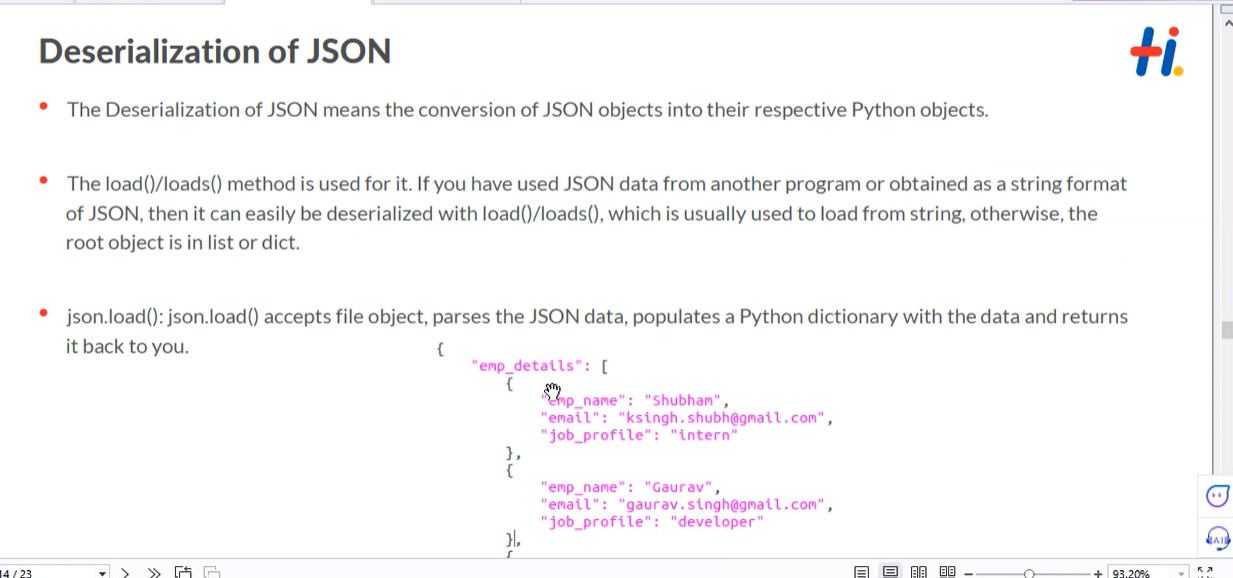 Deserialization of JSON
Hi.
• The Deserialization of JSON means the conversion of JSON objects into their respective Python objects.
• The load()/loads() method is used for it. If you have used JSON data from another program or obtained as a string format
of JSON, then it can easily be deserialized with load()/loads(), which is usually used to load from string, otherwise, the
root object is in list or dict.
• json.load(): json.load() accepts file object, parses the JSON data, populates a Python dictionary with the data and returns
it back to you.
{
"emp_details": [
{
"emp_name": "Shubham",
"email": "ksingh.shubh@gmail.com",
"job_profile": "intern"
},
{
"emp_name": "Gaurav",
"email": "gaurav.singh@gmail.com",
"job_profile": "developer"
},
{
AI
14 / 23
93.20%